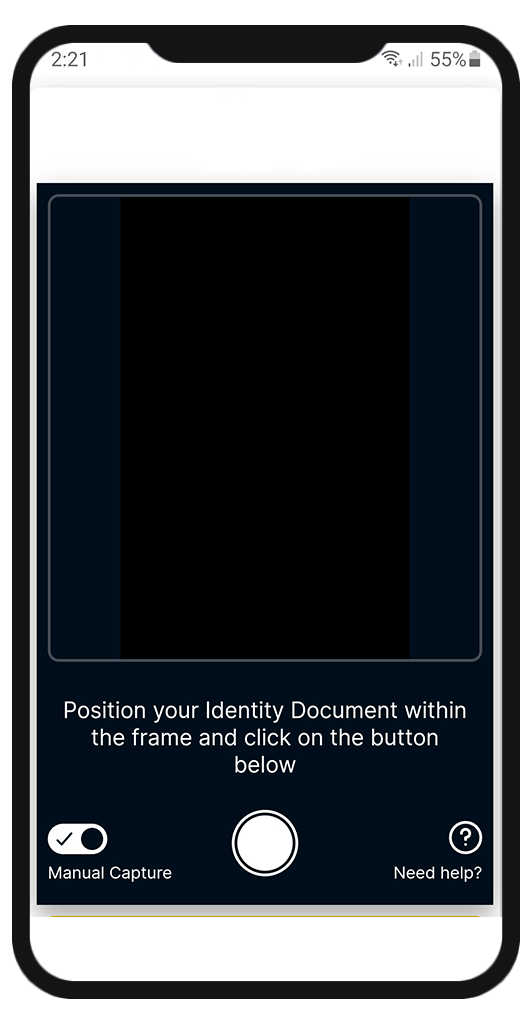 2:21 55%
Position your Identity Document within
the frame and click on the button
below
Manual Capture Need help?